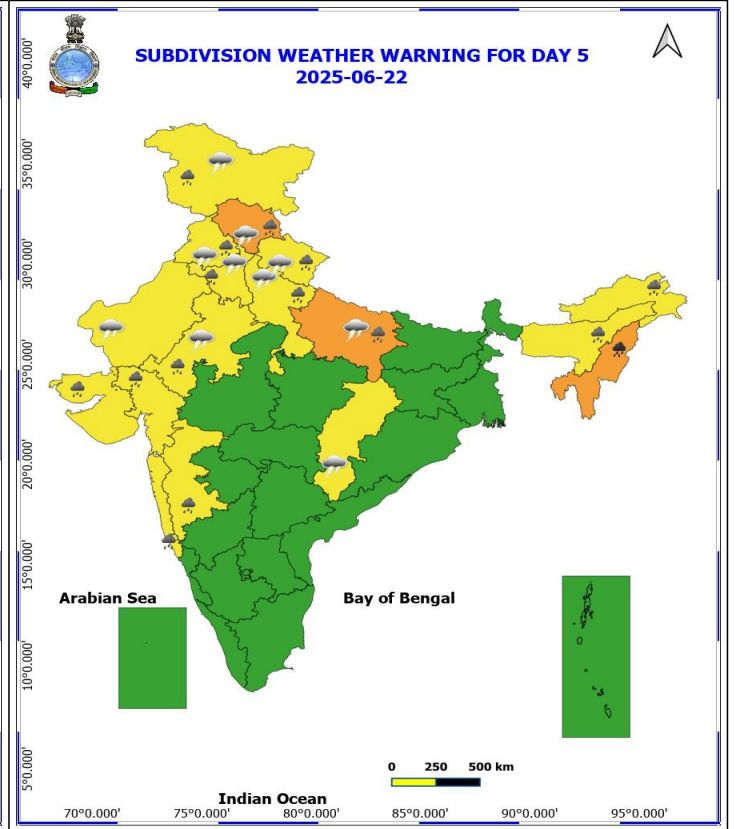 SUBDIVISION WEATHER WARNING FOR DAY 5
2025-06-22
40°0.000'
35°0.000'
30°0.000'
25°0.000'
20°0.000'
15°0.000'
10°0.000'
5°0.000'
Arabian Sea
Bay of Bengal
0 250 500 km
Indian Ocean
70°0.000' 75°0.000' 80°0.000' 85°0.000' 90°0.000' 95°0.000'